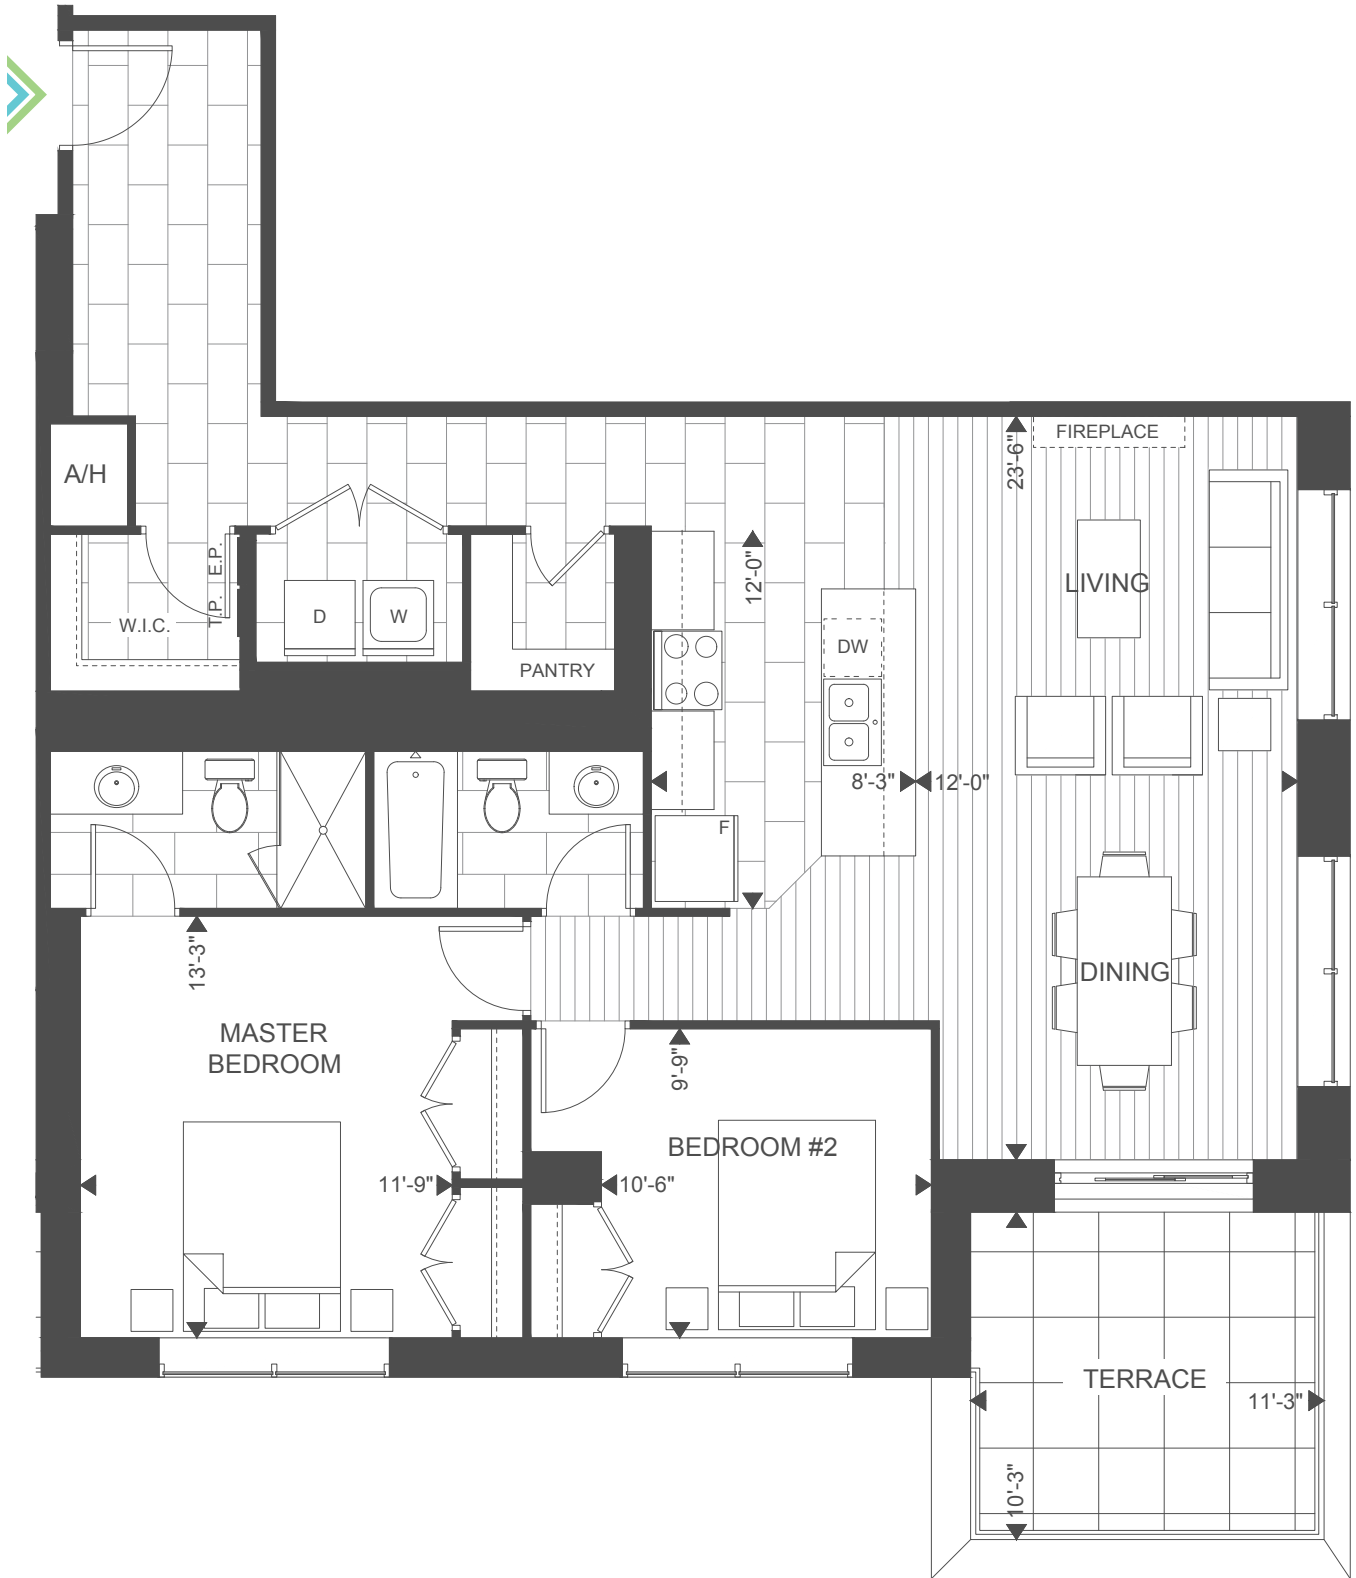 FIREPLACE
23'-6"
A/H
E.P.
T.P.
W.I.C.
D
W
PANTRY
12'-0"
DW
LIVING
8'-3"
12'-0"
F
13'-3"
DINING
MASTER
BEDROOM
9'-9"
BEDROOM #2
11'-9"
10'-6"
TERRACE
11'-3"
10'-3"